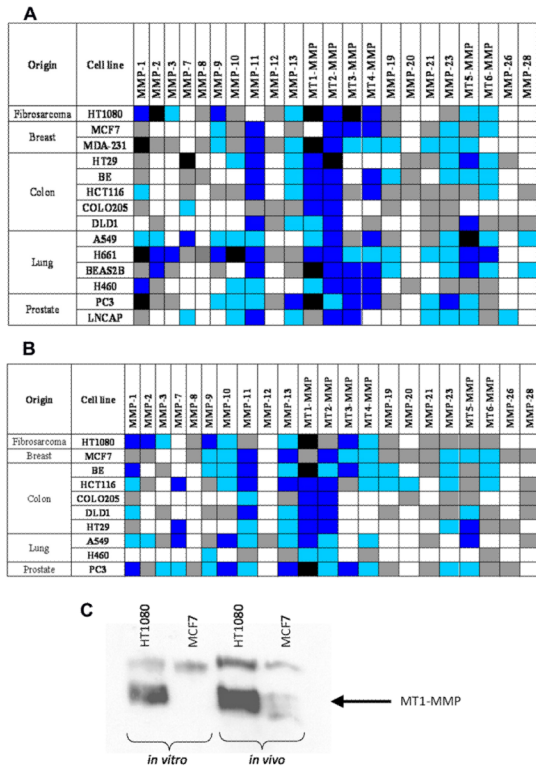 A
Origin Cell line MMP-1 MMP-2 MMP-3 MMP-7 MMP-8 MMP-9 MMP-10 MMP-11 MMP-12 MMP-13 MT1-MMP MT2-MMP MT3-MMP MT4-MMP MMP-19 MMP-20 MMP-21 MMP-23 MT5-MMP MT6-MMP MMP-26 MMP-28
Fibrosarcoma HT1080
Breast MCF7
MDA-231
Colon HT29
BE
HCT116
COLO205
DLD1
Lung A549
H661
BEAS2B
H460
Prostate PC3
LNCAP
B
Origin Cell line MMP-1 MMP-2 MMP-3 MMP-7 MMP-8 MMP-9 MMP-10 MMP-11 MMP-12 MMP-13 MT1-MMP MT2-MMP MT3-MMP MT4-MMP MMP-19 MMP-20 MMP-21 MMP-23 MT5-MMP MT6-MMP MMP-26 MMP-28
Fibrosarcoma HT1080
Breast MCF7
Colon BE
HCT116
COLO205
DLD1
HT29
Lung A549
H460
Prostate PC3
C
HT1080 MCF7 HT1080 MCF7
MT1-MMP
in vitro in vivo